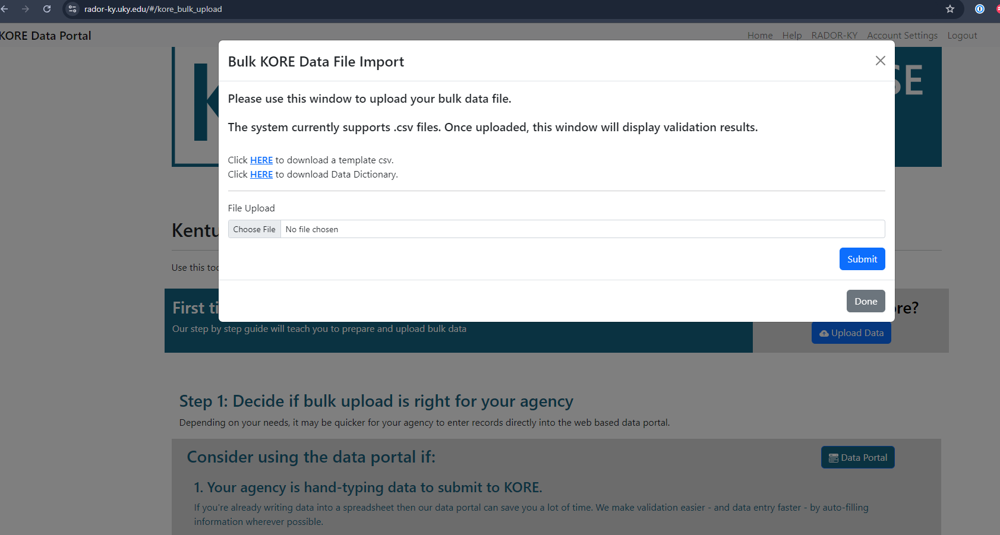 rador-ky.uky.edu/#/kore_bulk_upload
KORE Data Portal
Home Help RADOR-KY Account Settings Logout
Bulk KORE Data File Import
Please use this window to upload your bulk data file.
The system currently supports .csv files. Once uploaded, this window will display validation results.
Click HERE to download a template csv.
Click HERE to download Data Dictionary.
File Upload
Choose File No file chosen
Submit
Done
K
SE
Kentu
Use this too
First ti
Our step by step guide will teach you to prepare and upload bulk data
re?
Upload Data
Step 1: Decide if bulk upload is right for your agency
Depending on your needs, it may be quicker for your agency to enter records directly into the web based data portal.
Consider using the data portal if:
Data Portal
1. Your agency is hand-typing data to submit to KORE.
If you're already writing data into a spreadsheet then our data portal can save you a lot of time. We make validation easier - and data entry faster - by auto-filling
information wherever possible.